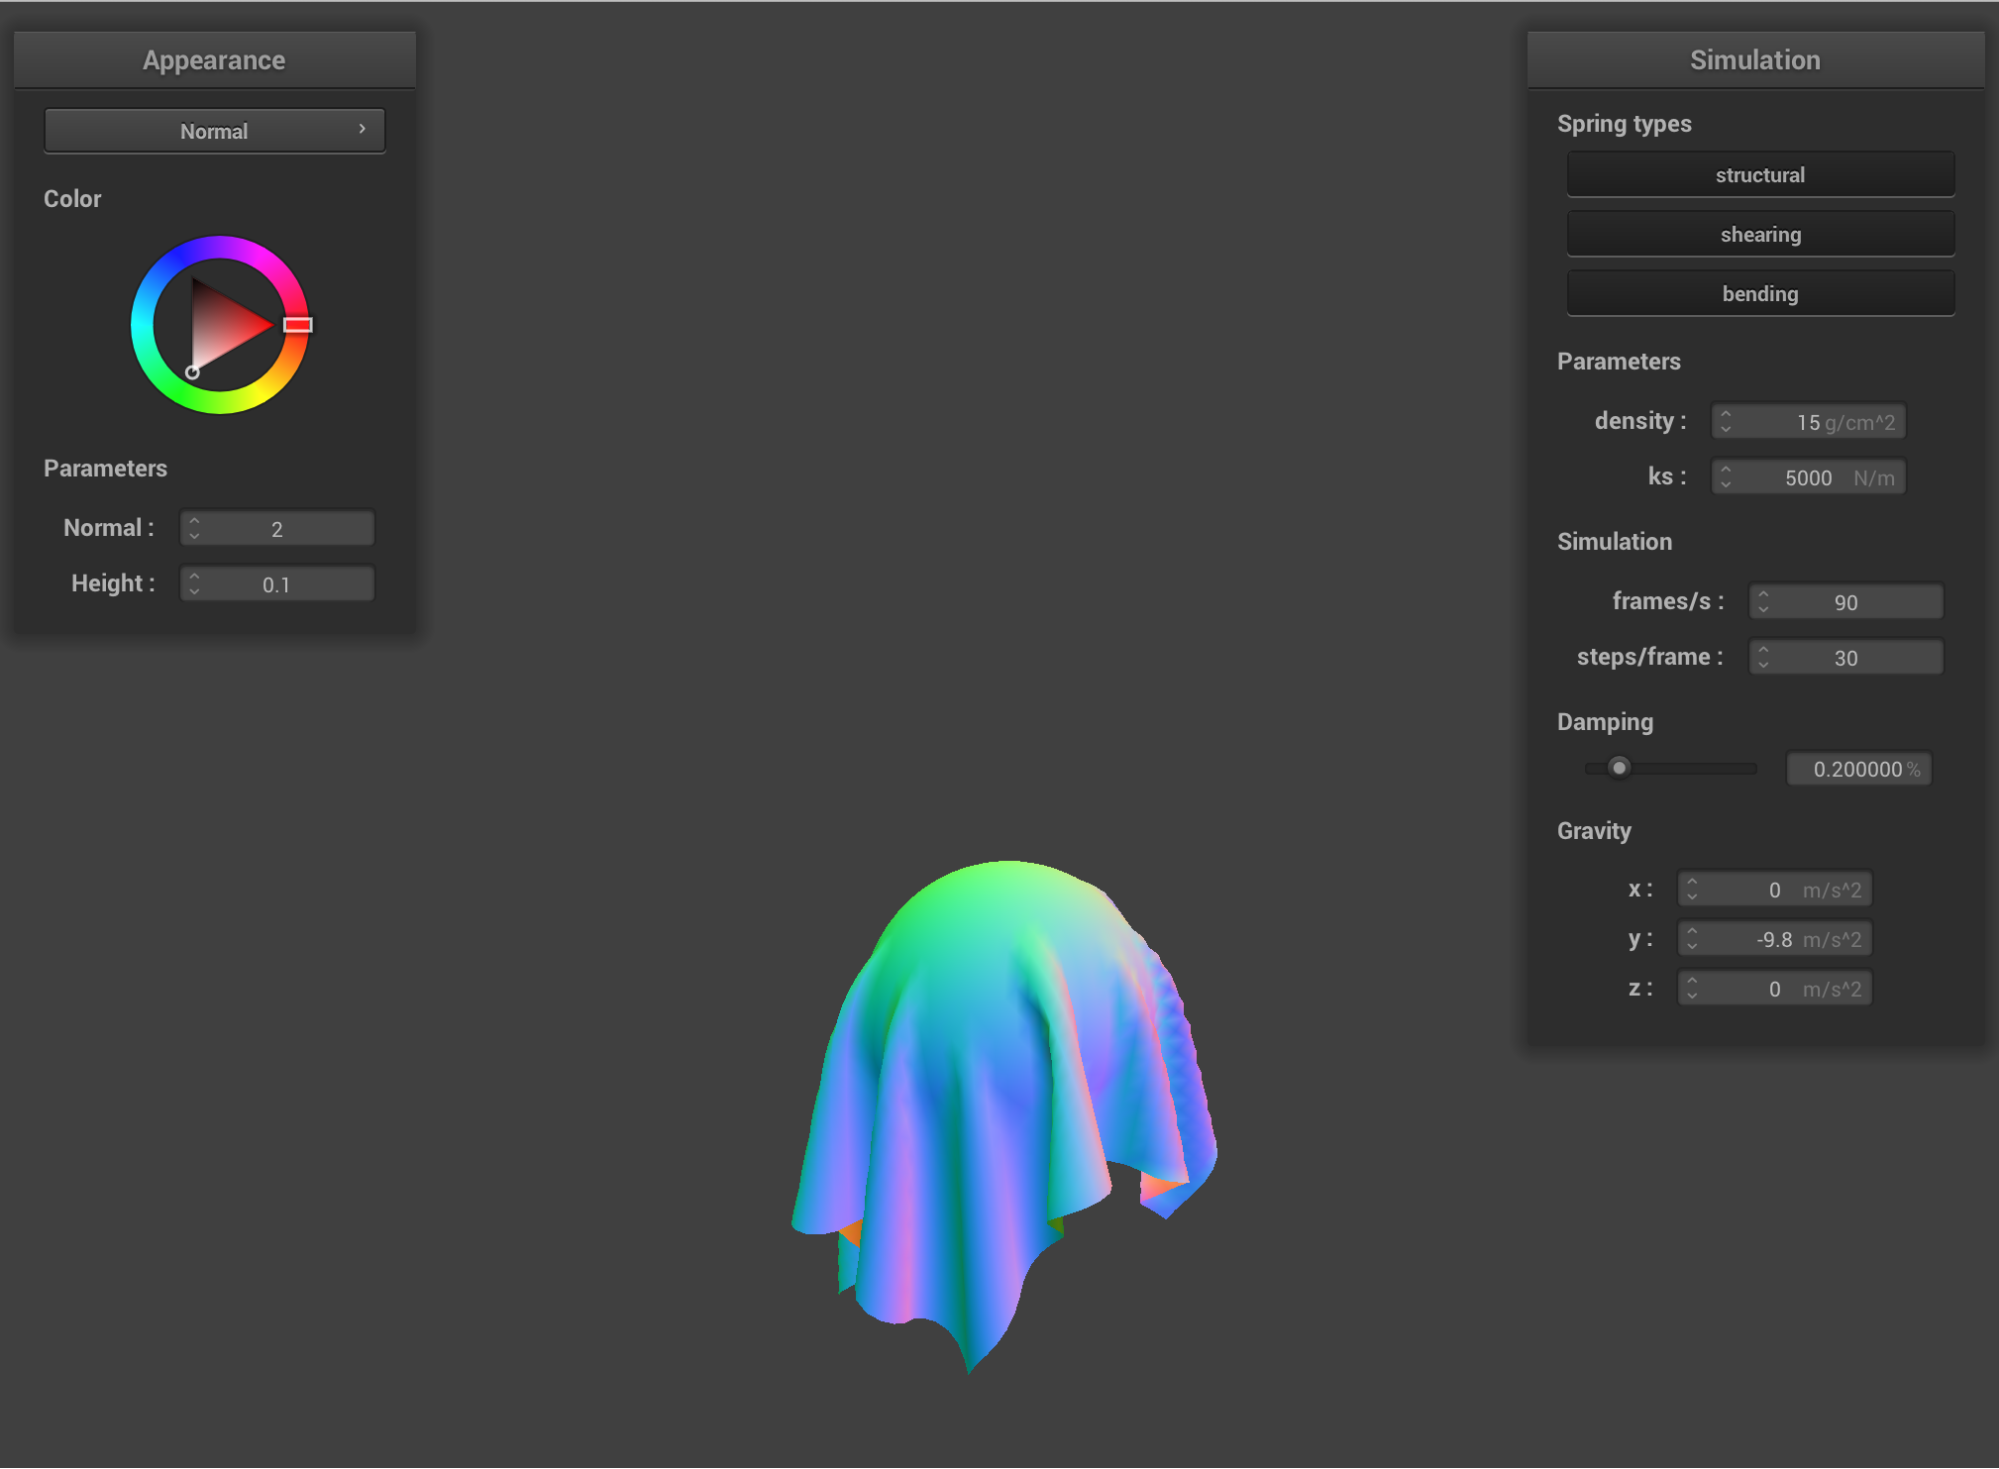 Appearance
Normal
Color
Parameters
Normal : 2
Height : 0.1
Simulation
Spring types
structural
shearing
bending
Parameters
density : 15 g/cm^2
ks : 5000 N/m
Simulation
frames/s : 90
steps/frame : 30
Damping
0.200000 %
Gravity
x : 0 m/s^2
y : -9.8 m/s^2
z : 0 m/s^2